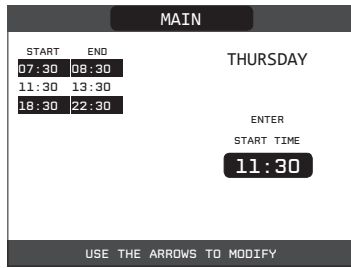 MAIN
START END
07:30 08:30
11:30 13:30
18:30 22:30
THURSDAY
ENTER
START TIME
11:30
USE THE ARROWS TO MODIFY